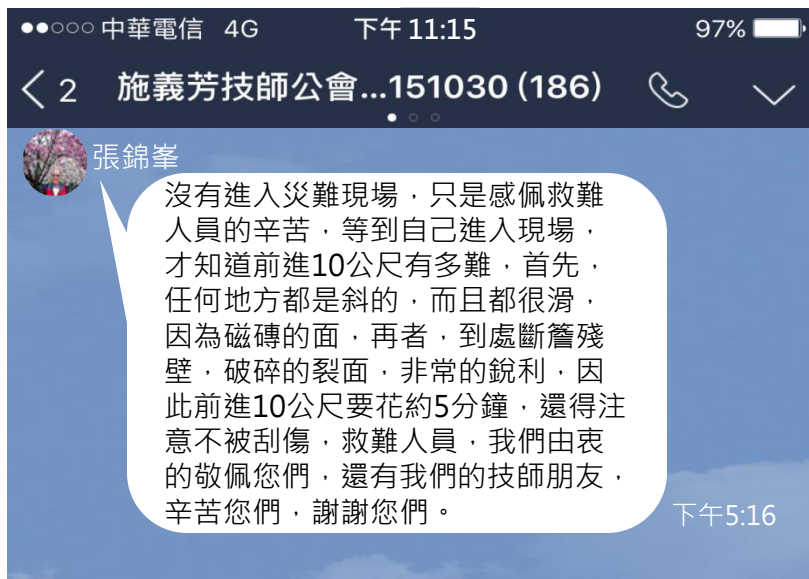 中華電信 4G 下午11:15 97%
2 施義芳技師公會...151030 (186)
張錦峯
沒有進入災難現場，只是感佩救難
人員的辛苦，等到自己進入現場，
才知道前進10公尺有多難，首先，
任何地方都是斜的，而且都很滑，
因為磁磚的面，再者，到處斷簷殘
壁，破碎的裂面，非常的銳利，因
此前進10公尺要花約5分鐘，還得注
意不被刮傷，救難人員，我們由衷
的敬佩您們，還有我們的技師朋友，
辛苦您們，謝謝您們。
下午5:16